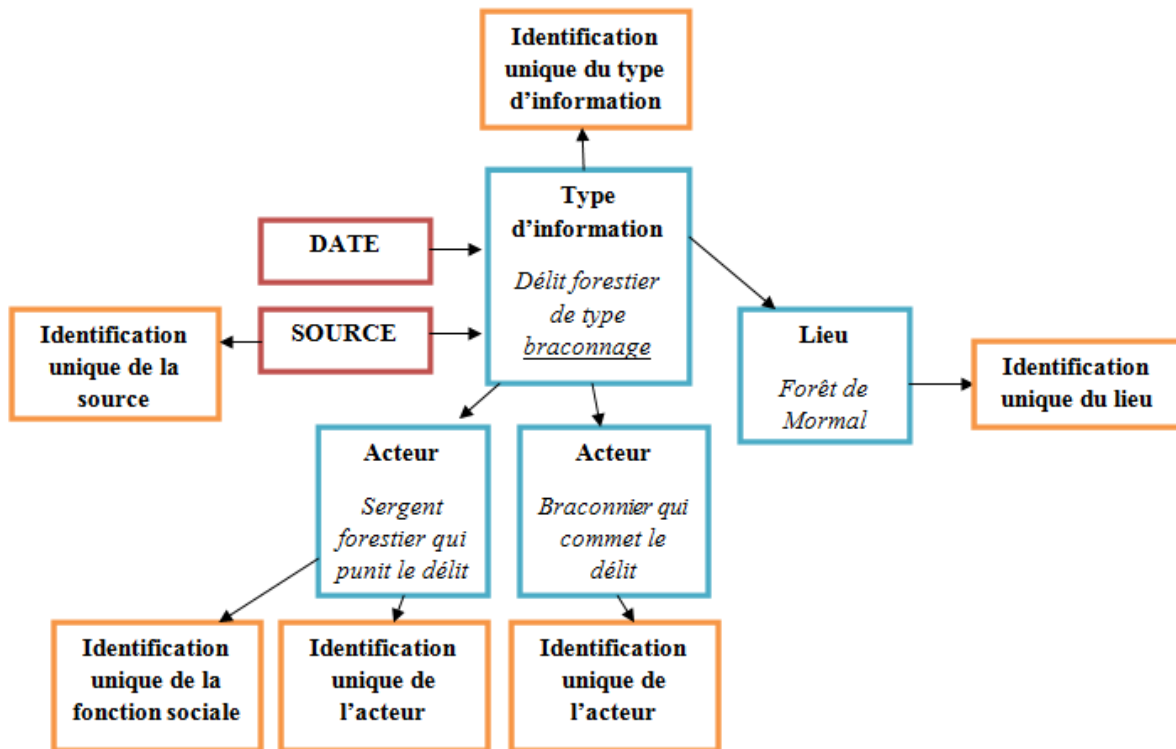 Identification
unique du type
d’information
Type
d’information
Délit forestier
de type
braconnage
DATE
SOURCE
Identification
unique de la
source
Lieu
Forêt de
Mormal
Identification
unique du lieu
Acteur
Sergent
forestier qui
punit le délit
Acteur
Braconnier qui
commet le
délit
Identification
unique de la
fonction sociale
Identification
unique de
l’acteur
Identification
unique de
l’acteur